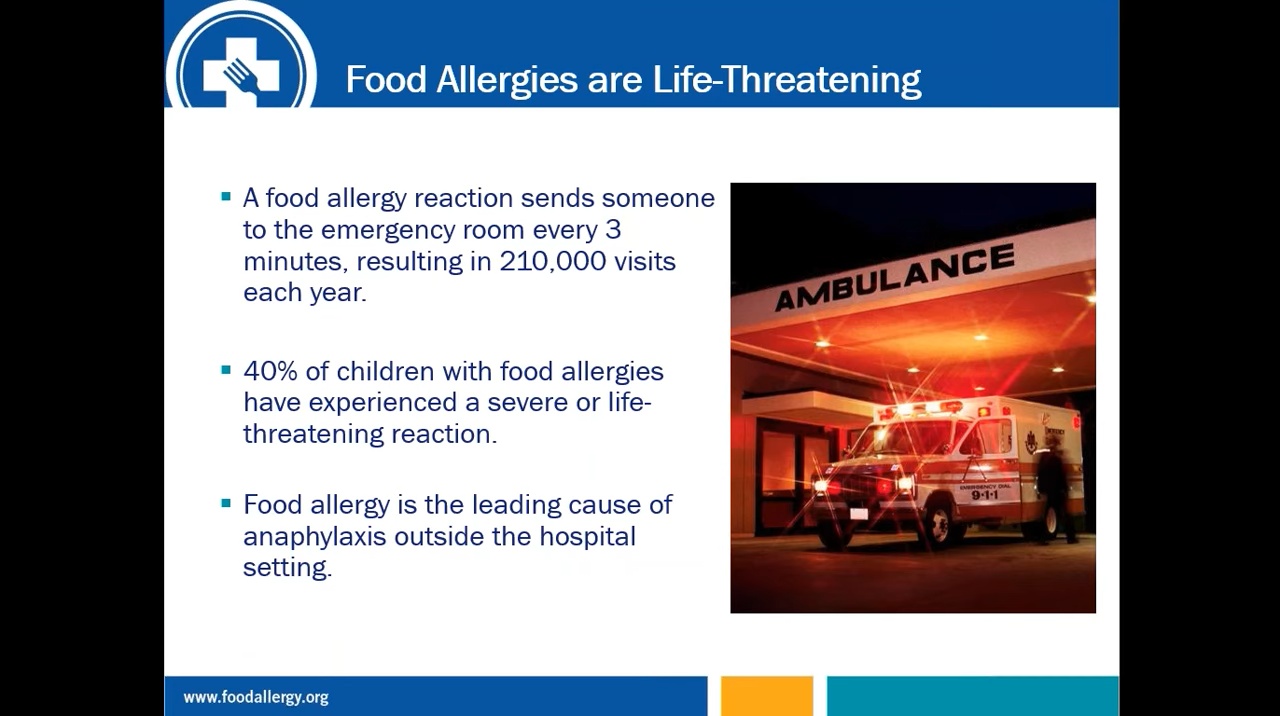 Food Allergies are Life-Threatening
A food allergy reaction sends someone
to the emergency room every 3
minutes, resulting in 210,000 visits
each year.
40% of children with food allergies
have experienced a severe or life-
threatening reaction.
Food allergy is the leading cause of
anaphylaxis outside the hospital
setting.
AMBULANCE
EMERGENCY DIAL
9-1-1
www.foodallergy.org